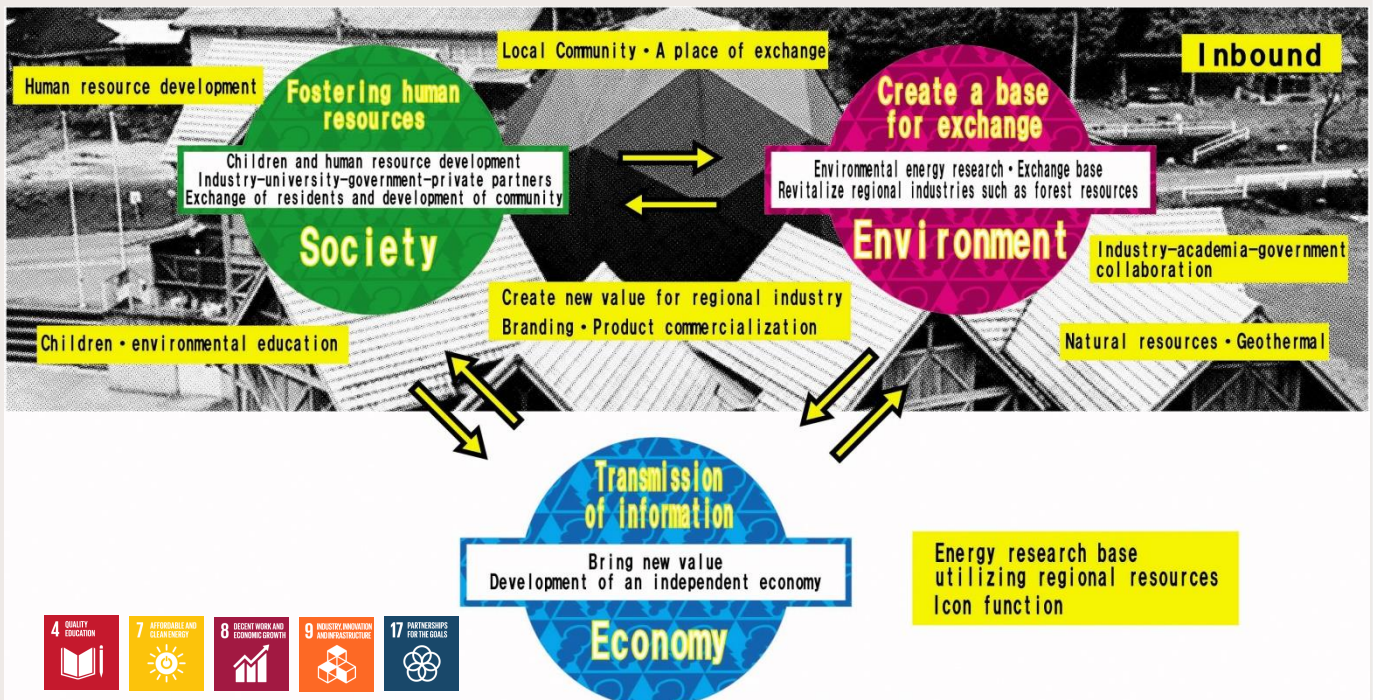 Local Community・A place of exchange
Inbound
Human resource development
Fostering human
resources
Children and human resource development
Industry-university-government-private partners
Exchange of residents and development of community
Society
Create a base
for exchange
Environmental energy research・Exchange base
Revitalize regional industries such as forest resources
Environment
Industry-academia-government
collaboration
Create new value for regional industry
Branding・Product commercialization
Children・environmental education
Natural resources・Geothermal
Transmission
of information
Bring new value
Development of an independent economy
Economy
Energy research base
utilizing regional resources
Icon function
4 QUALITY
EDUCATION
7 AFFORDABLE AND
CLEAN ENERGY
8 DECENT WORK AND
ECONOMIC GROWTH
9 INDUSTRY, INNOVATION
AND INFRASTRUCTURE
17 PARTNERSHIPS
FOR THE GOALS